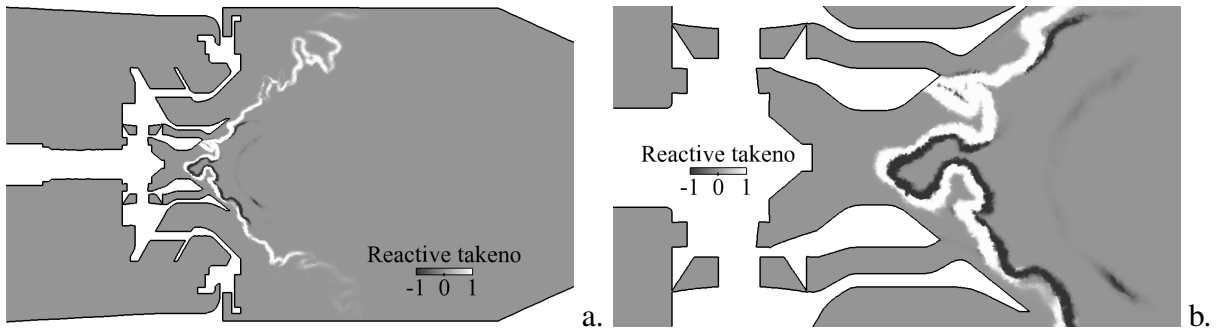 Reactive takeno
-1 0 1
a.
Reactive takeno
-1 0 1
b.